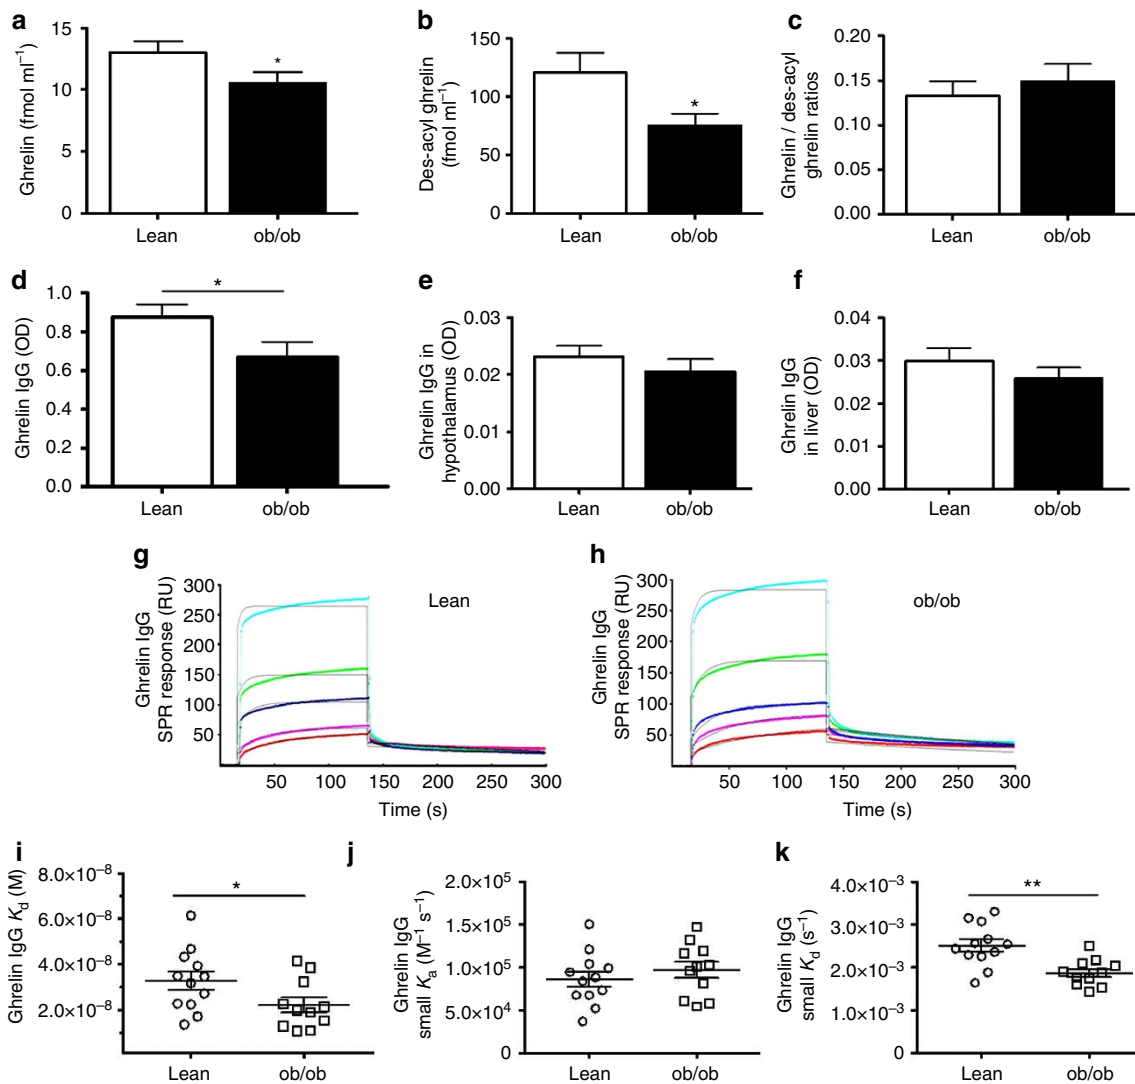 a
Ghrelin (fmol ml⁻¹)
15
10
5
0
*
Lean
ob/ob
b
Des-acyl ghrelin
(fmol ml⁻¹)
150
100
50
0
*
Lean
ob/ob
c
Ghrelin / des-acyl
ghrelin ratios
0.20
0.15
0.10
0.05
0.00
Lean
ob/ob
d
Ghrelin IgG (OD)
1.0
0.8
0.6
0.4
0.2
0.0
*
Lean
ob/ob
e
Ghrelin IgG in
hypothalamus (OD)
0.03
0.02
0.01
0.00
Lean
ob/ob
f
Ghrelin IgG
in liver (OD)
0.04
0.03
0.02
0.01
0.00
Lean
ob/ob
g
Ghrelin IgG
SPR response (RU)
300
250
200
150
100
50
Lean
50
100
150
200
250
300
Time (s)
h
Ghrelin IgG
SPR response (RU)
300
250
200
150
100
50
ob/ob
50
100
150
200
250
300
Time (s)
i
Ghrelin IgG Kd (M)
8.0×10⁻⁸
6.0×10⁻⁸
4.0×10⁻⁸
2.0×10⁻⁸
*
Lean
ob/ob
j
Ghrelin IgG
small Ka (M⁻¹ s⁻¹)
2.0×10⁵
1.5×10⁵
1.0×10⁵
5.0×10⁴
0
Lean
ob/ob
k
Ghrelin IgG
small Kd (s⁻¹)
4.0×10⁻³
3.0×10⁻³
2.0×10⁻³
1.0×10⁻³
0
**
Lean
ob/ob